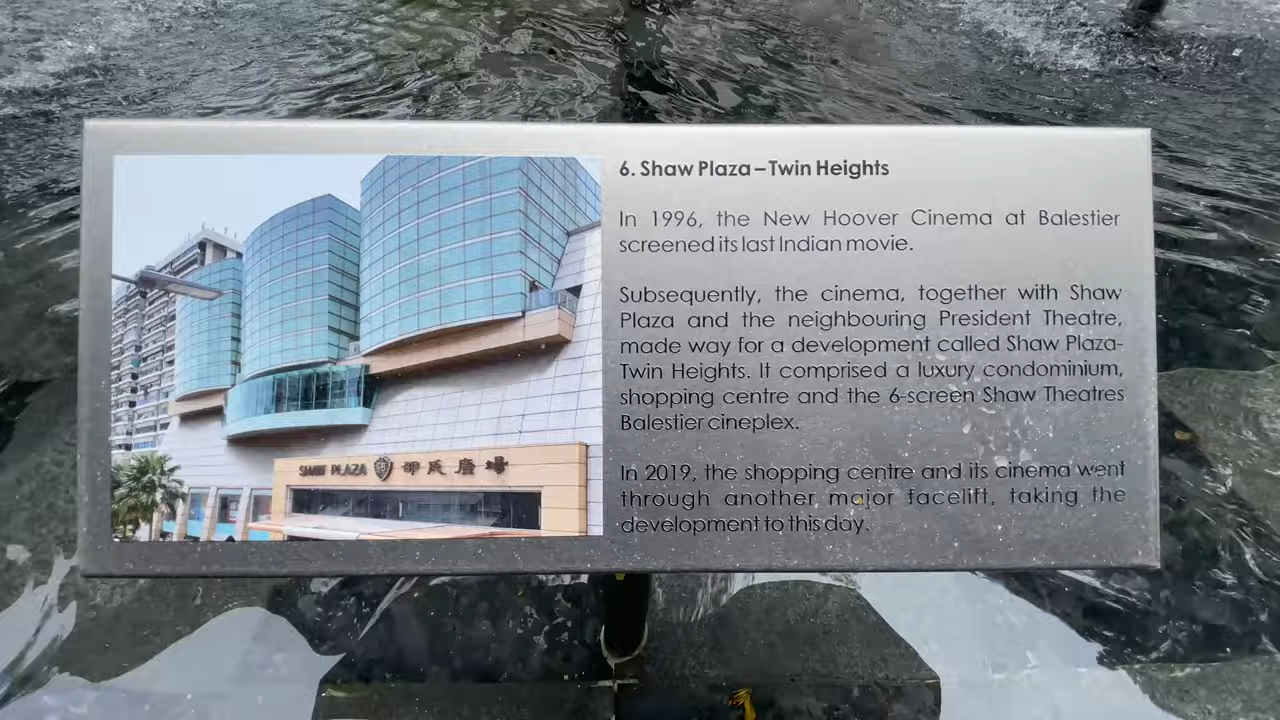 6. Shaw Plaza – Twin Heights
In 1996, the New Hoover Cinema at Balestier
screened its last Indian movie.
Subsequently, the cinema, together with Shaw
Plaza and the neighbouring President Theatre,
made way for a development called Shaw Plaza-
Twin Heights. It comprised a luxury condominium,
shopping centre and the 6-screen Shaw Theatres
Balestier cineplex.
In 2019, the shopping centre and its cinema went
through another major facelift, taking the
development to this day.
SHAW PLAZA 邵氏廣場